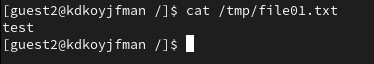 [guest2@kdkoyjfman /]$ cat /tmp/file01.txt
test
[guest2@kdkoyjfman /]$